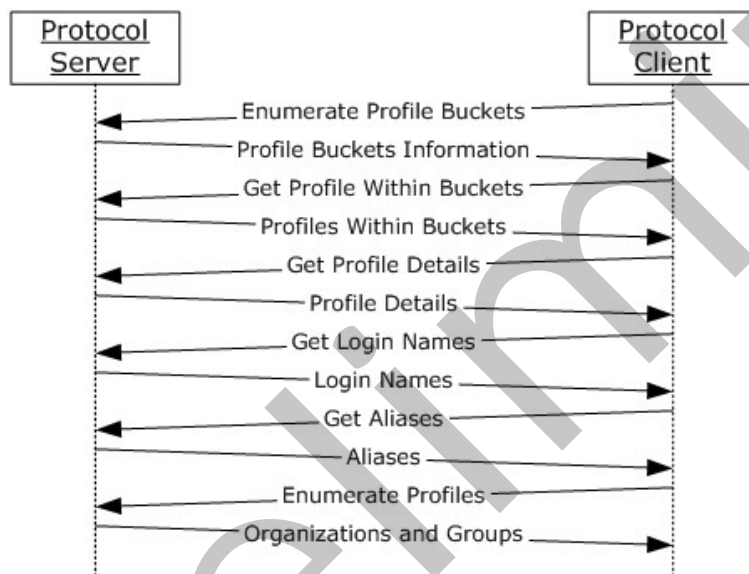 Protocol
Server
Protocol
Client
Enumerate Profile Buckets
Profile Buckets Information
Get Profile Within Buckets
Profiles Within Buckets
Get Profile Details
Profile Details
Get Login Names
Login Names
Get Aliases
Aliases
Enumerate Profiles
Organizations and Groups